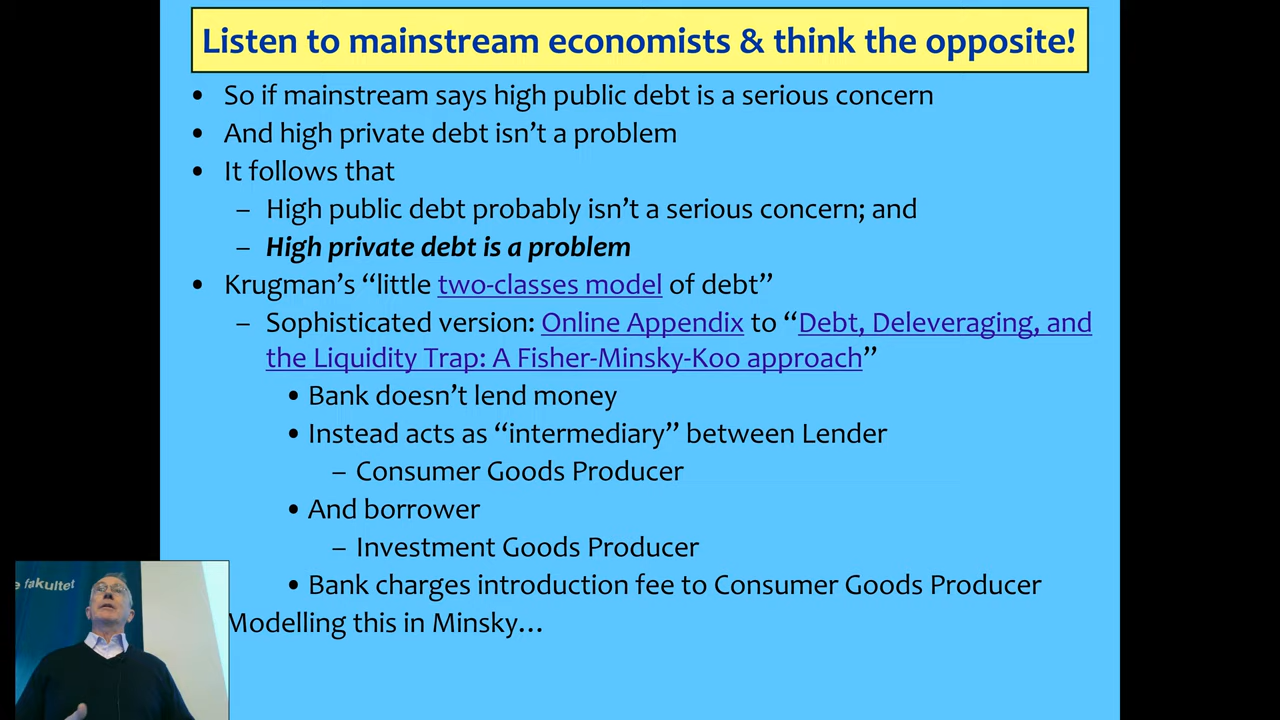 Listen to mainstream economists & think the opposite!
• So if mainstream says high public debt is a serious concern
• And high private debt isn’t a problem
• It follows that
– High public debt probably isn’t a serious concern; and
– High private debt is a problem
• Krugman’s “little two-classes model of debt”
– Sophisticated version: Online Appendix to “Debt, Deleveraging, and
the Liquidity Trap: A Fisher-Minsky-Koo approach”
• Bank doesn’t lend money
• Instead acts as “intermediary” between Lender
– Consumer Goods Producer
• And borrower
– Investment Goods Producer
• Bank charges introduction fee to Consumer Goods Producer
Modelling this in Minsky…
fakultet